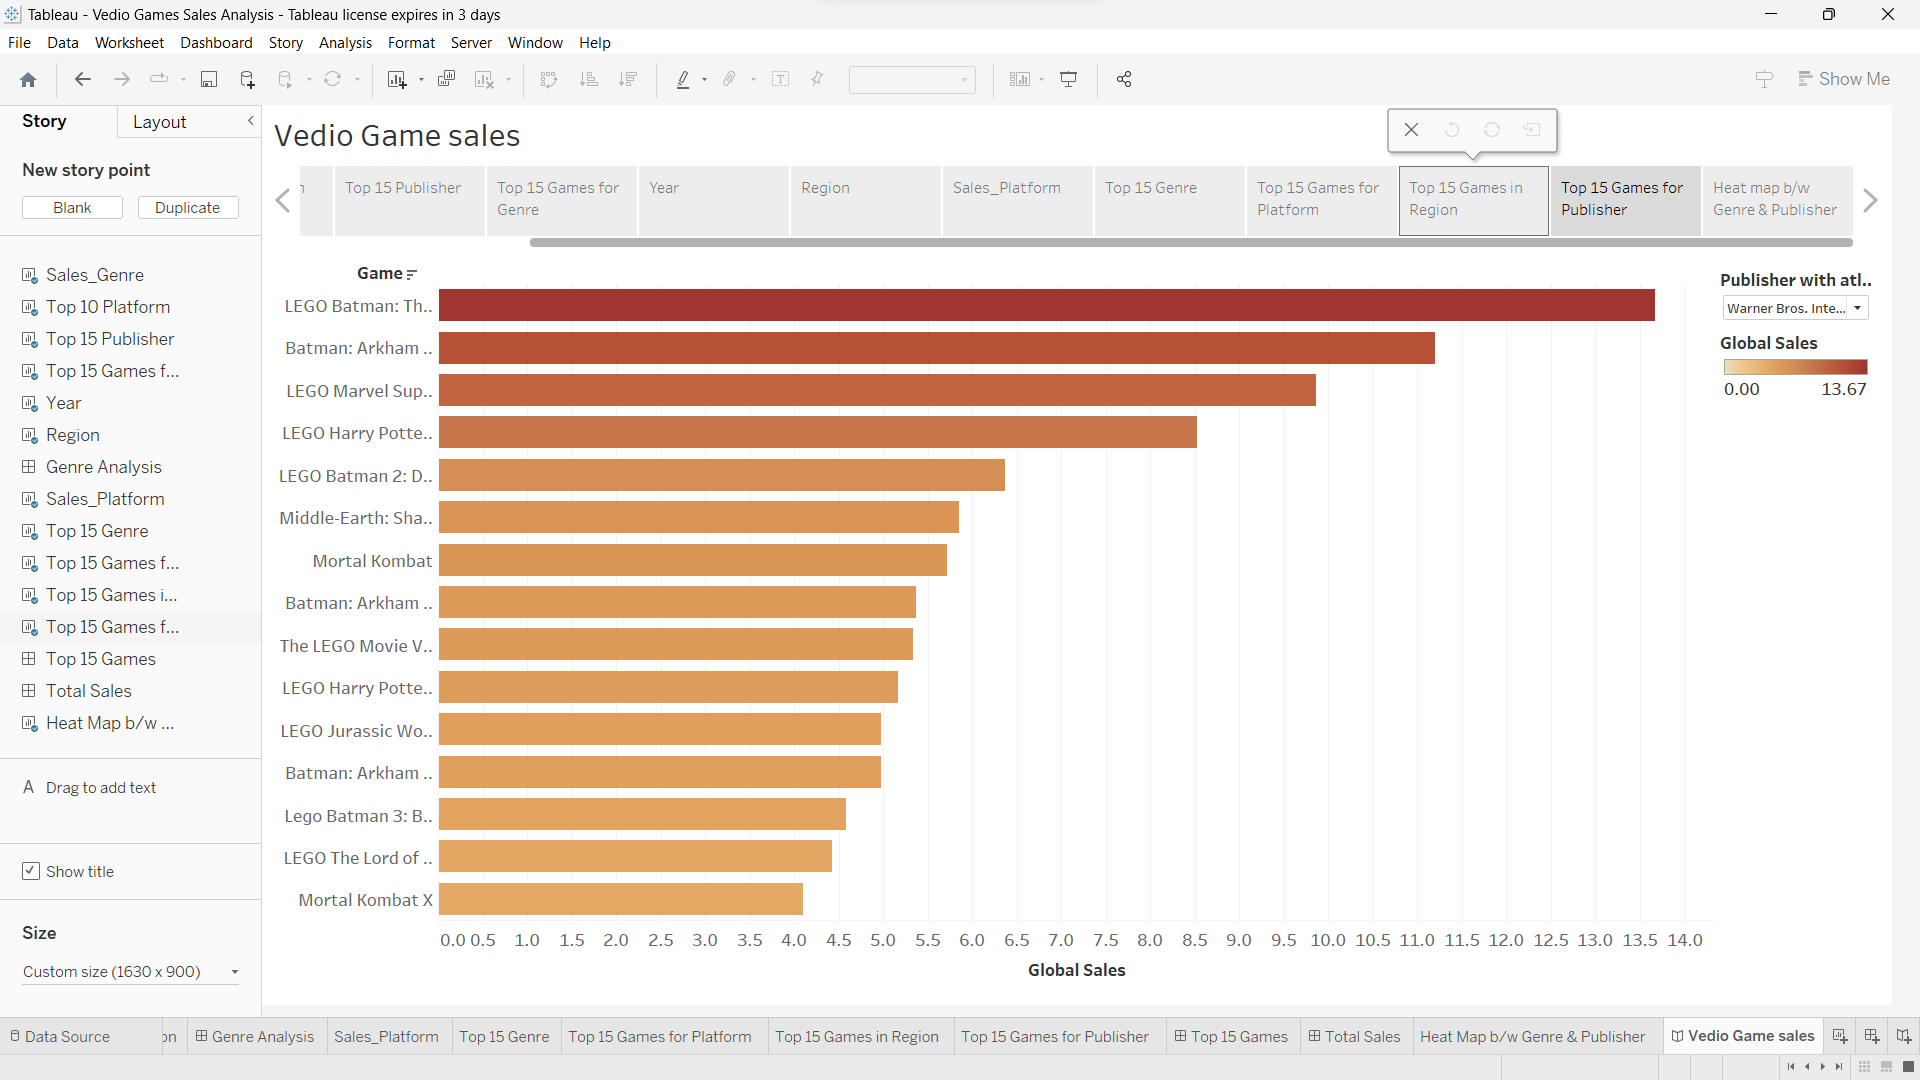 Tableau - Vedio Games Sales Analysis - Tableau license expires in 3 days
File Data Worksheet Dashboard Story Analysis Format Server Window Help
Show Me
Story Layout
New story point
Blank Duplicate
Sales_Genre
Top 10 Platform
Top 15 Publisher
Top 15 Games f...
Year
Region
Genre Analysis
Sales_Platform
Top 15 Genre
Top 15 Games f...
Top 15 Games i...
Top 15 Games f...
Top 15 Games
Total Sales
Heat Map b/w ...
A Drag to add text
Show title
Size
Custom size (1630 x 900)
Vedio Game sales
n
Top 15 Publisher
Top 15 Games for
Genre
Year
Region
Sales_Platform
Top 15 Genre
Top 15 Games for
Platform
Top 15 Games in
Region
Top 15 Games for
Publisher
Heat map b/w
Genre & Publisher
Game
LEGO Batman: Th..
Batman: Arkham ..
LEGO Marvel Sup..
LEGO Harry Potte..
LEGO Batman 2: D..
Middle-Earth: Sha..
Mortal Kombat
Batman: Arkham ..
The LEGO Movie V..
LEGO Harry Potte..
LEGO Jurassic Wo..
Batman: Arkham ..
Lego Batman 3: B..
LEGO The Lord of ..
Mortal Kombat X
0.0 0.5 1.0 1.5 2.0 2.5 3.0 3.5 4.0 4.5 5.0 5.5 6.0 6.5 7.0 7.5 8.0 8.5 9.0 9.5 10.0 10.5 11.0 11.5 12.0 12.5 13.0 13.5 14.0
Global Sales
Publisher with atl..
Warner Bros. Inte...
Global Sales
0.00 13.67
Data Source on Genre Analysis Sales_Platform Top 15 Genre Top 15 Games for Platform Top 15 Games in Region Top 15 Games for Publisher Top 15 Games Total Sales Heat Map b/w Genre & Publisher Vedio Game sales